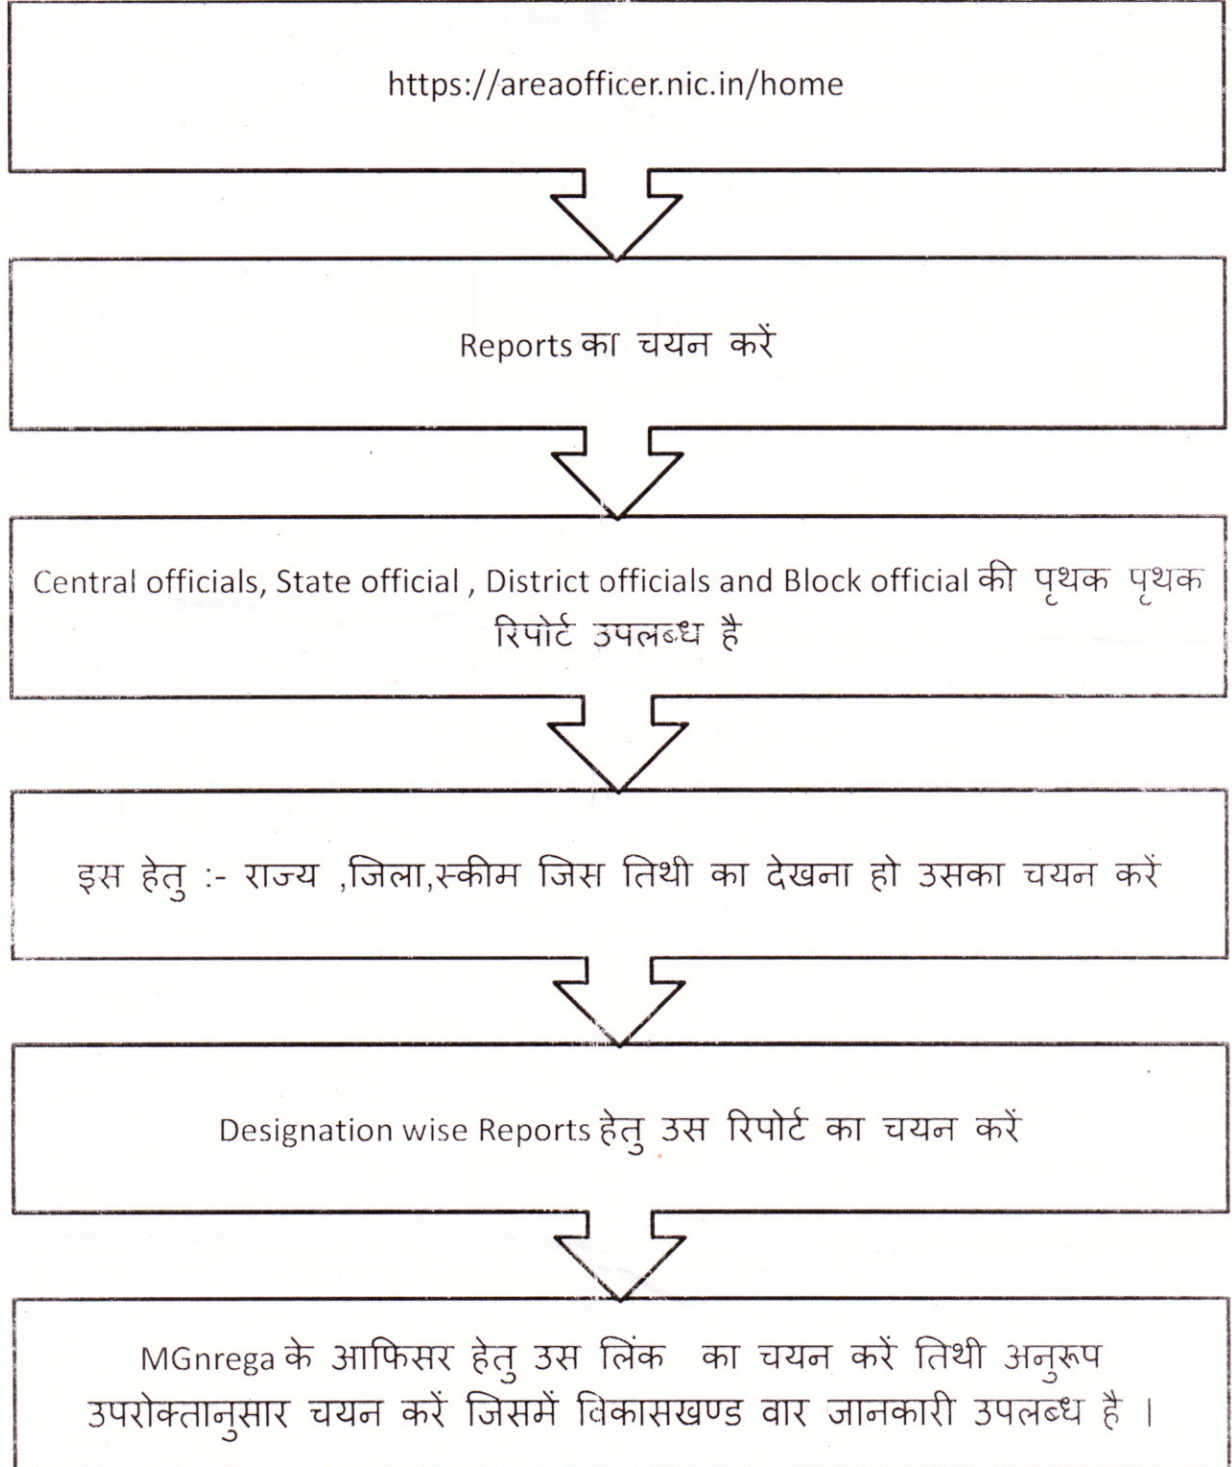 https://areaofficer.nic.in/home
Reports का चयन करें
Central officials, State official , District officials and Block official की पृथक पृथक
रिपोर्ट उपलब्ध है
इस हेतु :- राज्य ,जिला,स्कीम जिस तिथी का देखना हो उसका चयन करें
Designation wise Reports हेतु उस रिपोर्ट का चयन करें
MGnrega के आफिसर हेतु उस लिंक का चयन करें तिथी अनुरूप
उपरोक्तानुसार चयन करें जिसमें विकासखण्ड वार जानकारी उपलब्ध है ।